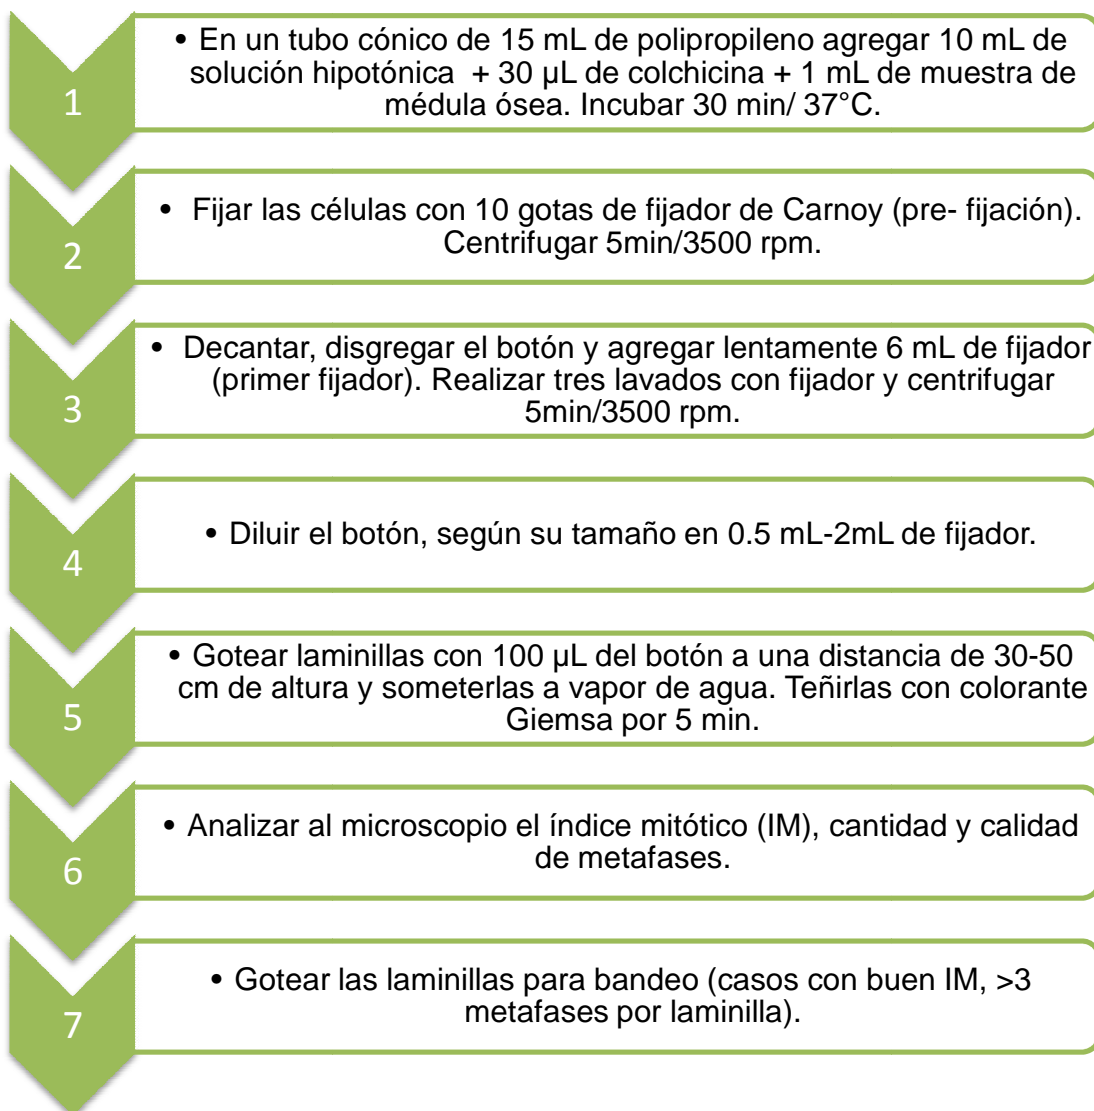 1
• En un tubo cónico de 15 mL de polipropileno agregar 10 mL de
solución hipotónica + 30 µL de colchicina + 1 mL de muestra de
médula ósea. Incubar 30 min/ 37°C.
2
• Fijar las células con 10 gotas de fijador de Carnoy (pre- fijación).
Centrifugar 5min/3500 rpm.
3
• Decantar, disgregar el botón y agregar lentamente 6 mL de fijador
(primer fijador). Realizar tres lavados con fijador y centrifugar
5min/3500 rpm.
4
• Diluir el botón, según su tamaño en 0.5 mL-2mL de fijador.
5
• Gotear laminillas con 100 µL del botón a una distancia de 30-50
cm de altura y someterlas a vapor de agua. Teñirlas con colorante
Giemsa por 5 min.
6
• Analizar al microscopio el índice mitótico (IM), cantidad y calidad
de metafases.
7
• Gotear las laminillas para bandeo (casos con buen IM, >3
metafases por laminilla).